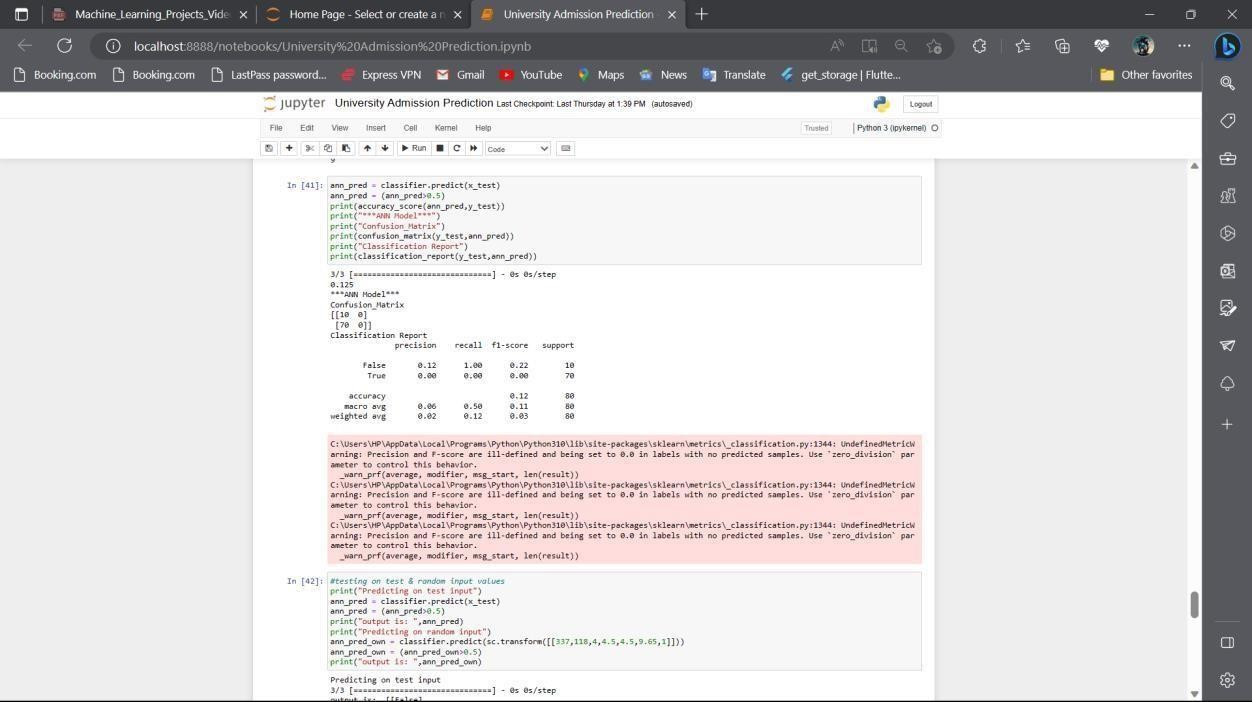 Machine_Learning_Projects_Vide
Home Page - Select or create a n
University Admission Prediction
localhost:8888/notebooks/University%20Admission%20Prediction.ipynb
Booking.com
Booking.com
LastPass password...
Express VPN
Gmail
YouTube
Maps
News
Translate
get_storage | Flutte...
Other favorites
jupyter University Admission Prediction Last Checkpoint: Last Thursday at 1:39 PM (autosaved)
Logout
File Edit View Insert Cell Kernel Help
Trusted
Python 3 (ipykernel)
Run
Code
9
In [41]: ann_pred = classifier.predict(x_test)
ann_pred = (ann_pred>0.5)
print(accuracy_score(ann_pred,y_test))
print("***ANN Model***")
print("Confusion_Matrix")
print(confusion_matrix(y_test,ann_pred))
print("Classification Report")
print(classification_report(y_test,ann_pred))
3/3 [==============================] - 0s 0s/step
0.125
***ANN Model***
Confusion_Matrix
[[10 0]
[70 0]]
Classification Report
precision recall f1-score support
False 0.12 1.00 0.22 10
True 0.00 0.00 0.00 70
accuracy 0.12 80
macro avg 0.06 0.50 0.11 80
weighted avg 0.02 0.12 0.03 80
C:\Users\HP\AppData\Local\Programs\Python\Python310\lib\site-packages\sklearn\metrics\_classification.py:1344: UndefinedMetricW
arning: Precision and F-score are ill-defined and being set to 0.0 in labels with no predicted samples. Use `zero_division` par
ameter to control this behavior.
_warn_prf(average, modifier, msg_start, len(result))
C:\Users\HP\AppData\Local\Programs\Python\Python310\lib\site-packages\sklearn\metrics\_classification.py:1344: UndefinedMetricW
arning: Precision and F-score are ill-defined and being set to 0.0 in labels with no predicted samples. Use `zero_division` par
ameter to control this behavior.
_warn_prf(average, modifier, msg_start, len(result))
C:\Users\HP\AppData\Local\Programs\Python\Python310\lib\site-packages\sklearn\metrics\_classification.py:1344: UndefinedMetricW
arning: Precision and F-score are ill-defined and being set to 0.0 in labels with no predicted samples. Use `zero_division` par
ameter to control this behavior.
_warn_prf(average, modifier, msg_start, len(result))
In [42]: #testing on test & random input values
print("Predicting on test input")
ann_pred = classifier.predict(x_test)
ann_pred = (ann_pred>0.5)
print("output is: ",ann_pred)
print("Predicting on random input")
ann_pred_own = classifier.predict(sc.transform([[337,118,4,4.5,4.5,9.65,1]]))
ann_pred_own = (ann_pred_own>0.5)
print("output is: ",ann_pred_own)
Predicting on test input
3/3 [==============================] - 0s 0s/step
output is: [[False]